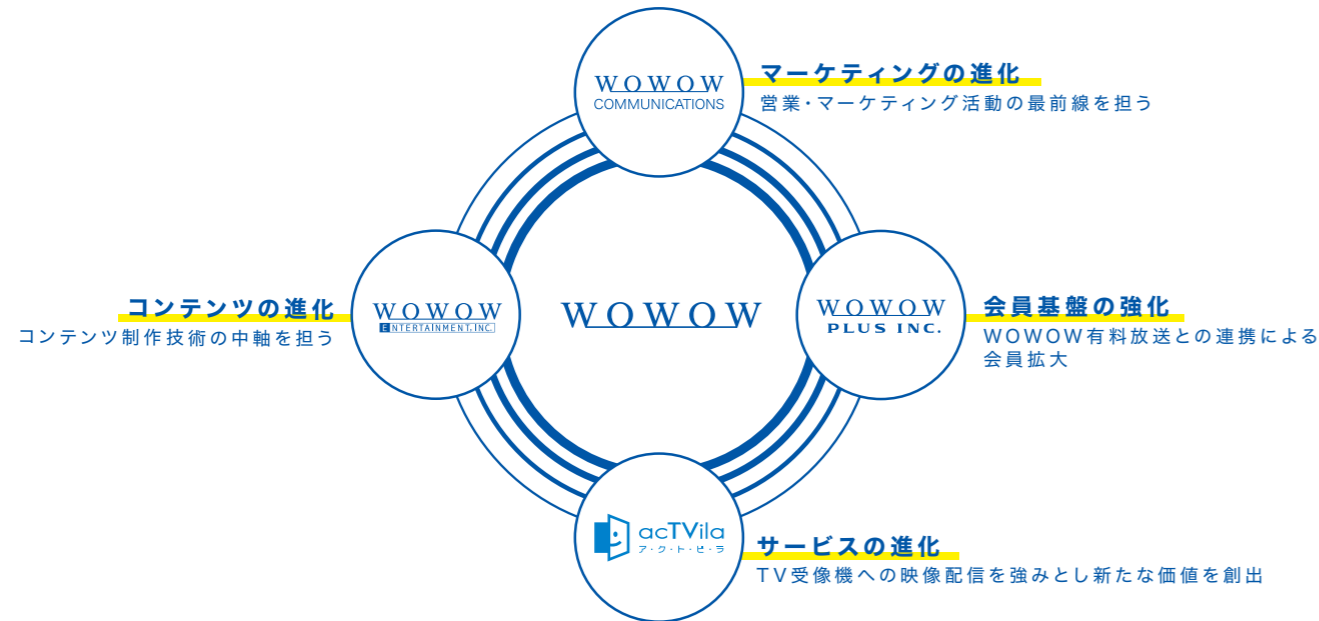 WOWOW
COMMUNICATIONS
マーケティングの進化
営業・マーケティング活動の最前線を担う
コンテンツの進化
コンテンツ制作技術の中軸を担う
WOWOW
ENTERTAINMENT,INC.
WOWOW
WOWOW
PLUS INC.
会員基盤の強化
WOWOW有料放送との連携による
会員拡大
acTVila
ア・ク・ト・ビ・ラ
サービスの進化
TV受像機への映像配信を強みとし新たな価値を創出